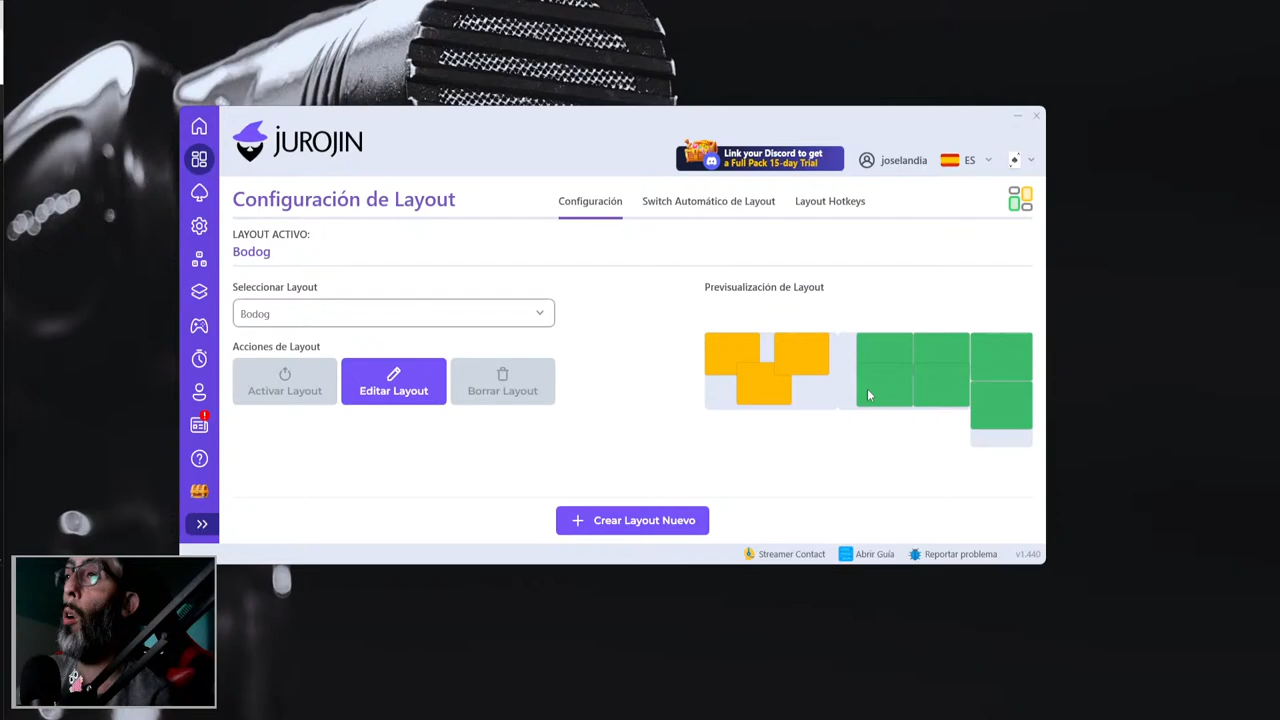 JUROJIN
Link your Discord to get
a Full Pack 15-day Trial
joselandia
ES
Configuración de Layout
Configuración
Switch Automático de Layout
Layout Hotkeys
LAYOUT ACTIVO:
Bodog
Seleccionar Layout
Previsualización de Layout
Bodog
Acciones de Layout
Activar Layout
Editar Layout
Borrar Layout
+ Crear Layout Nuevo
Streamer Contact
Abrir Guía
Reportar problema
v1.440